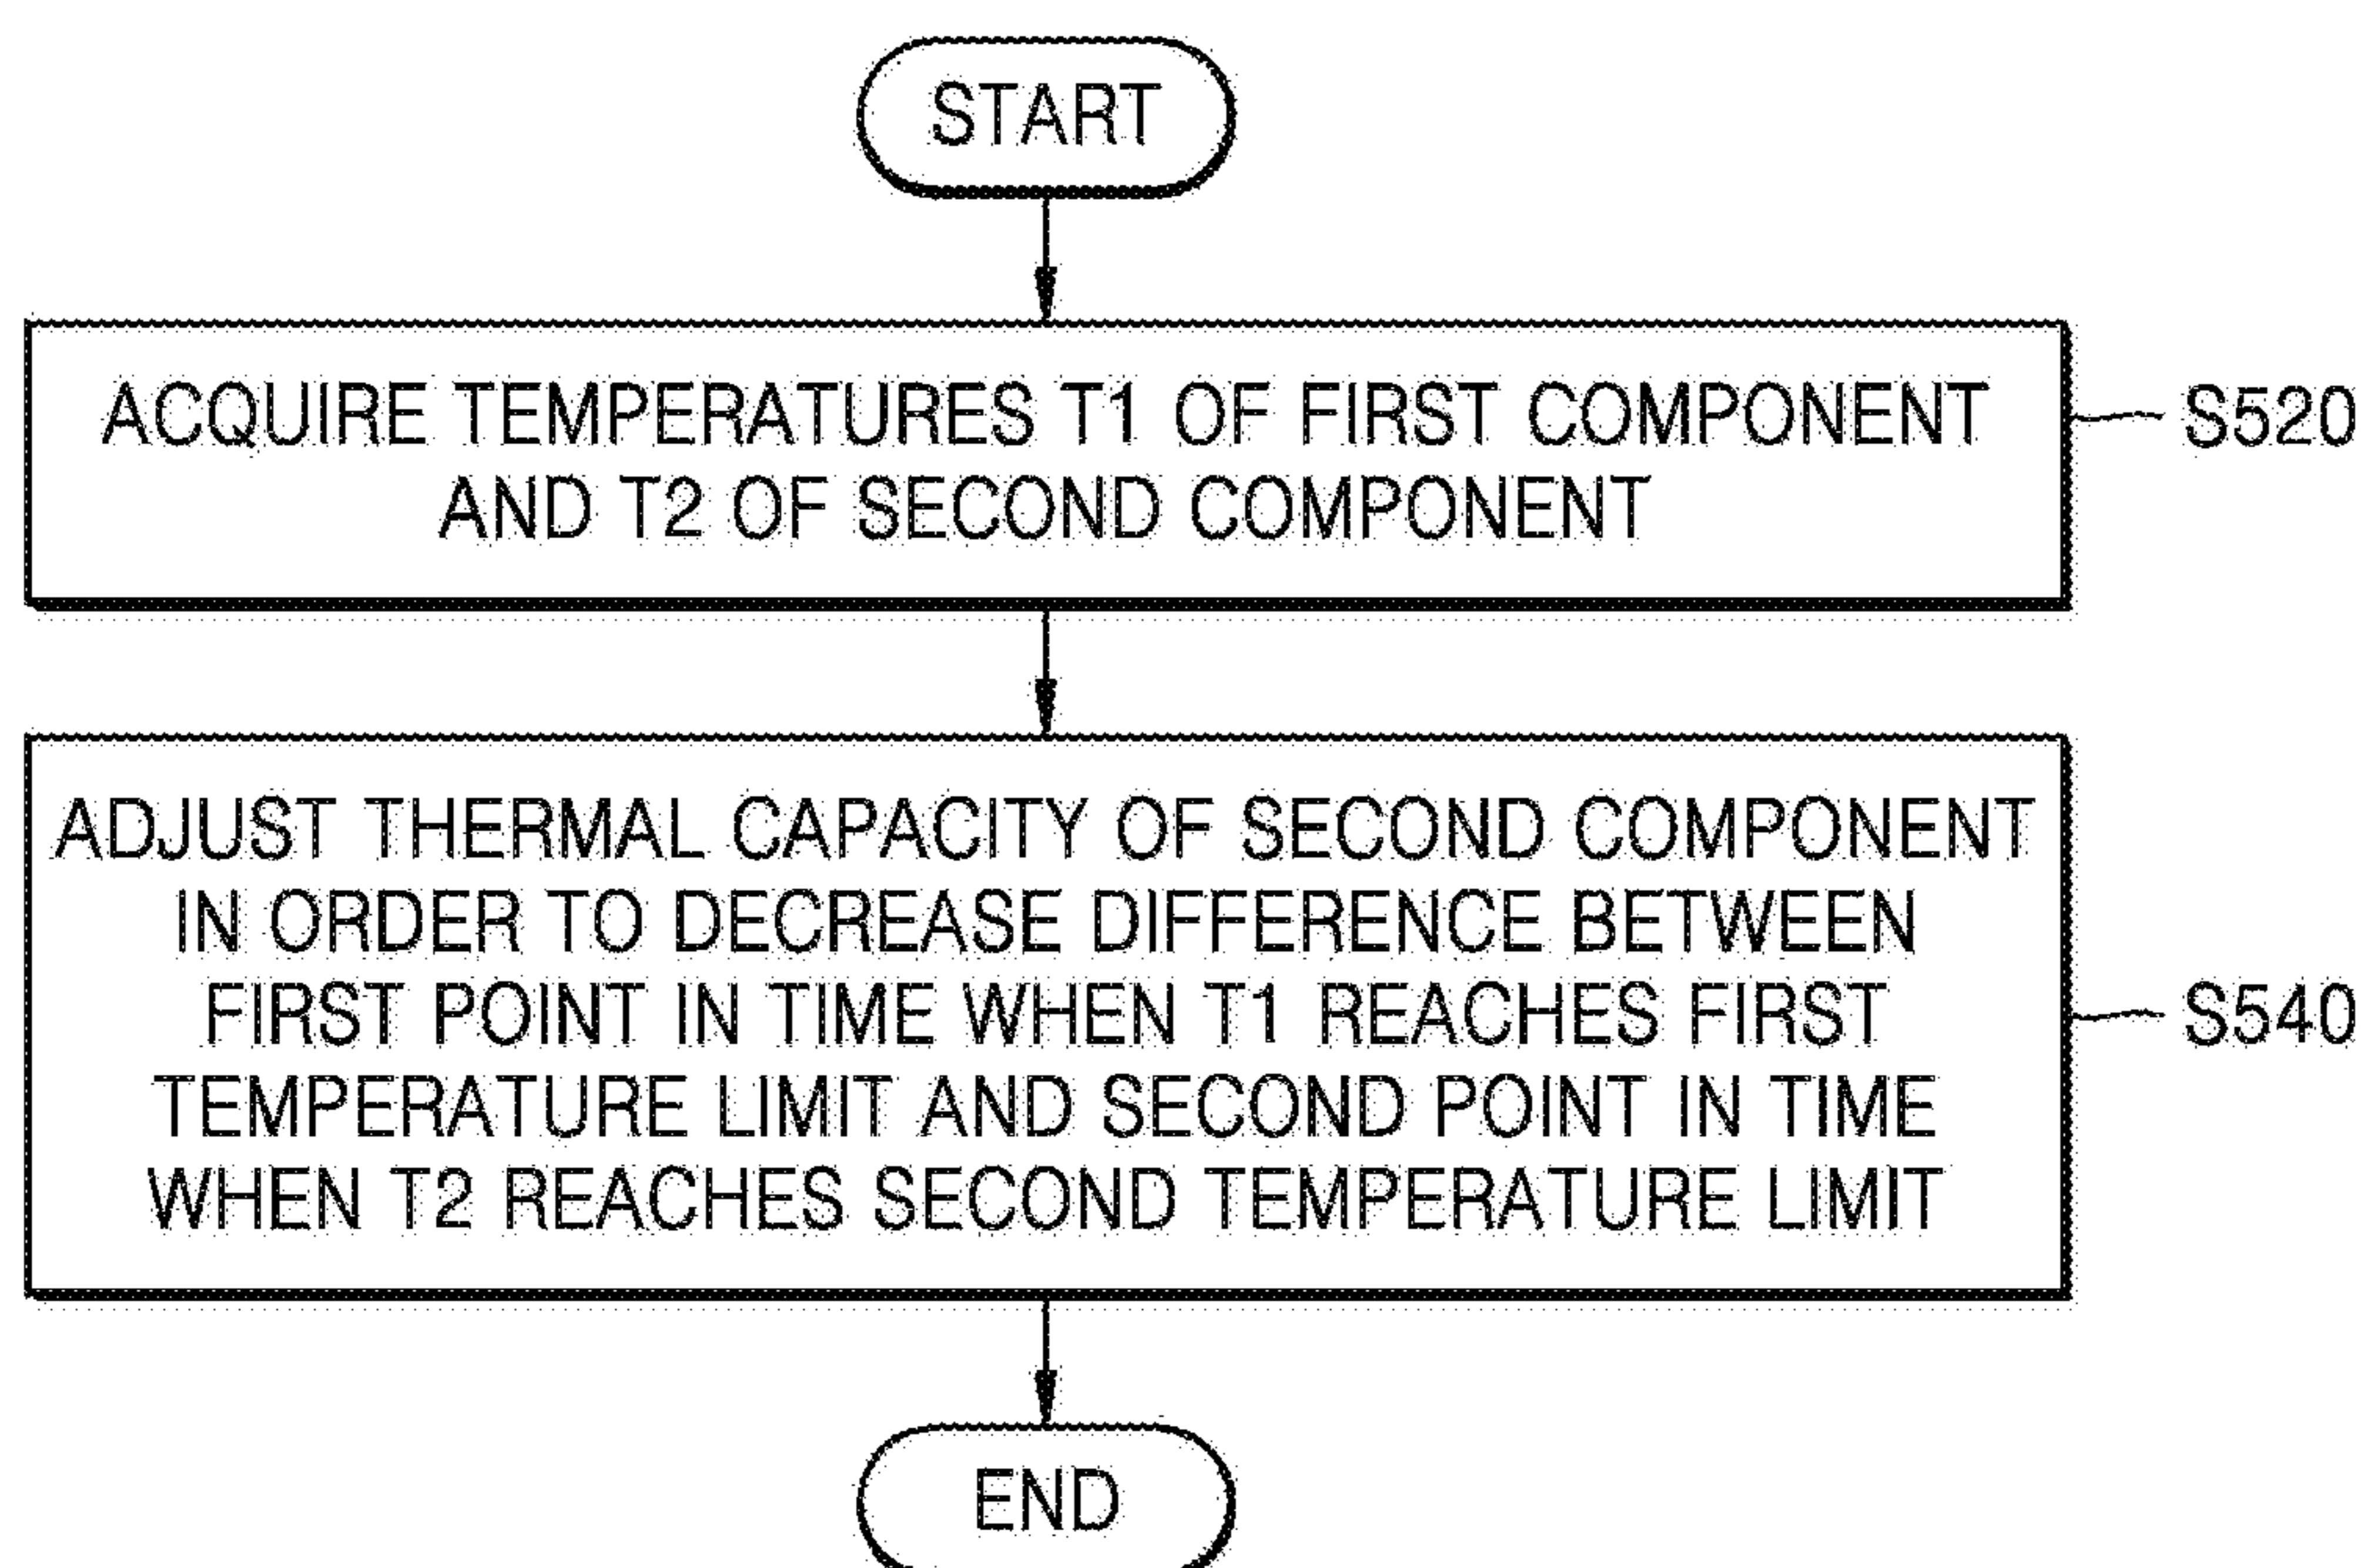 START
ACQUIRE TEMPERATURES T1 OF FIRST COMPONENT
AND T2 OF SECOND COMPONENT
S520
ADJUST THERMAL CAPACITY OF SECOND COMPONENT
IN ORDER TO DECREASE DIFFERENCE BETWEEN
FIRST POINT IN TIME WHEN T1 REACHES FIRST
TEMPERATURE LIMIT AND SECOND POINT IN TIME
WHEN T2 REACHES SECOND TEMPERATURE LIMIT
S540
END